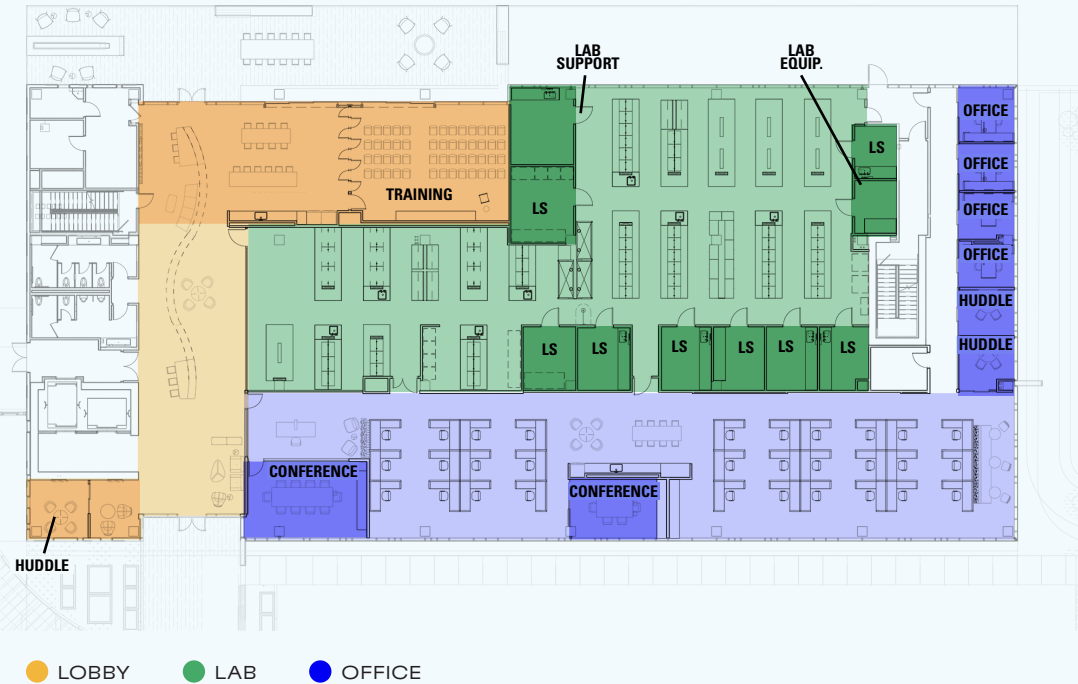 LAB
SUPPORT
LAB
EQUIP.
OFFICE
LS
OFFICE
TRAINING
LS
OFFICE
OFFICE
HUDDLE
HUDDLE
LS
LS
LS
LS
LS
LS
CONFERENCE
CONFERENCE
HUDDLE
LOBBY
LAB
OFFICE